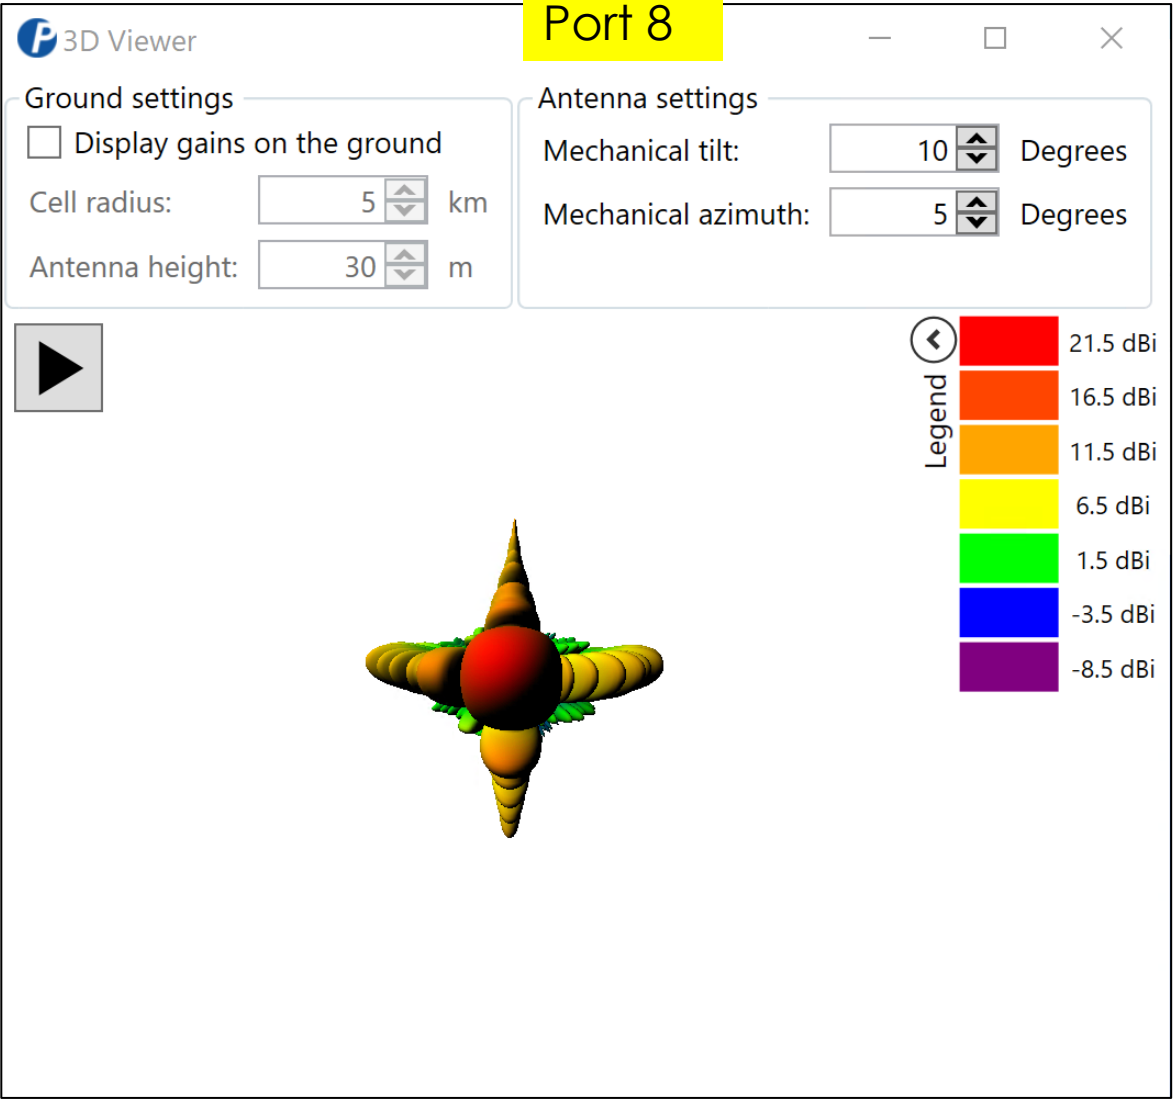 Port 8
3D Viewer
Ground settings
Display gains on the ground
Cell radius: 5 km
Antenna height: 30 m
Antenna settings
Mechanical tilt: 10 Degrees
Mechanical azimuth: 5 Degrees
Legend
21.5 dBi
16.5 dBi
11.5 dBi
6.5 dBi
1.5 dBi
-3.5 dBi
-8.5 dBi